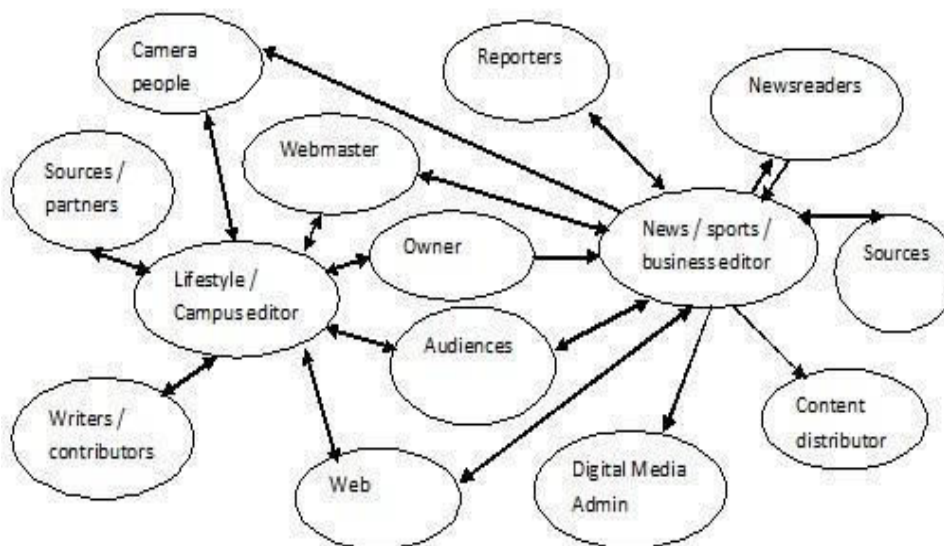 Camera
people
Reporters
Newsreaders
Webmaster
Sources /
partners
Owner
News / sports /
business editor
Sources
Lifestyle /
Campus editor
Audiences
Writers /
contributors
Web
Digital Media
Admin
Content
distributor